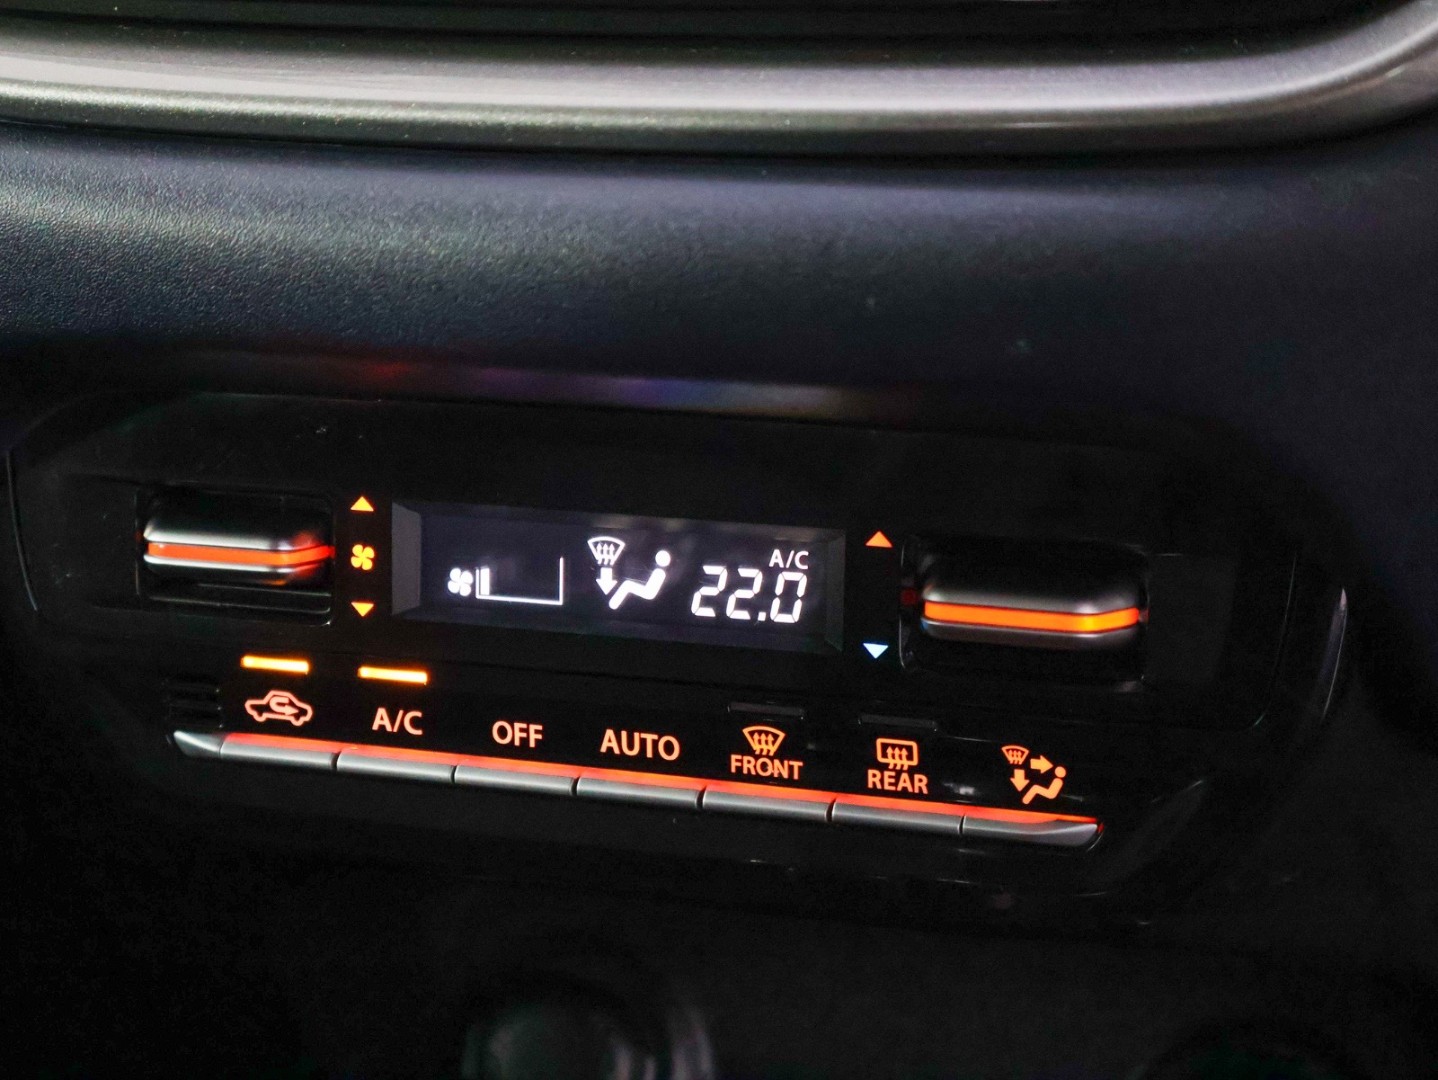 A/C
22.0
A/C
OFF
AUTO
FRONT
REAR